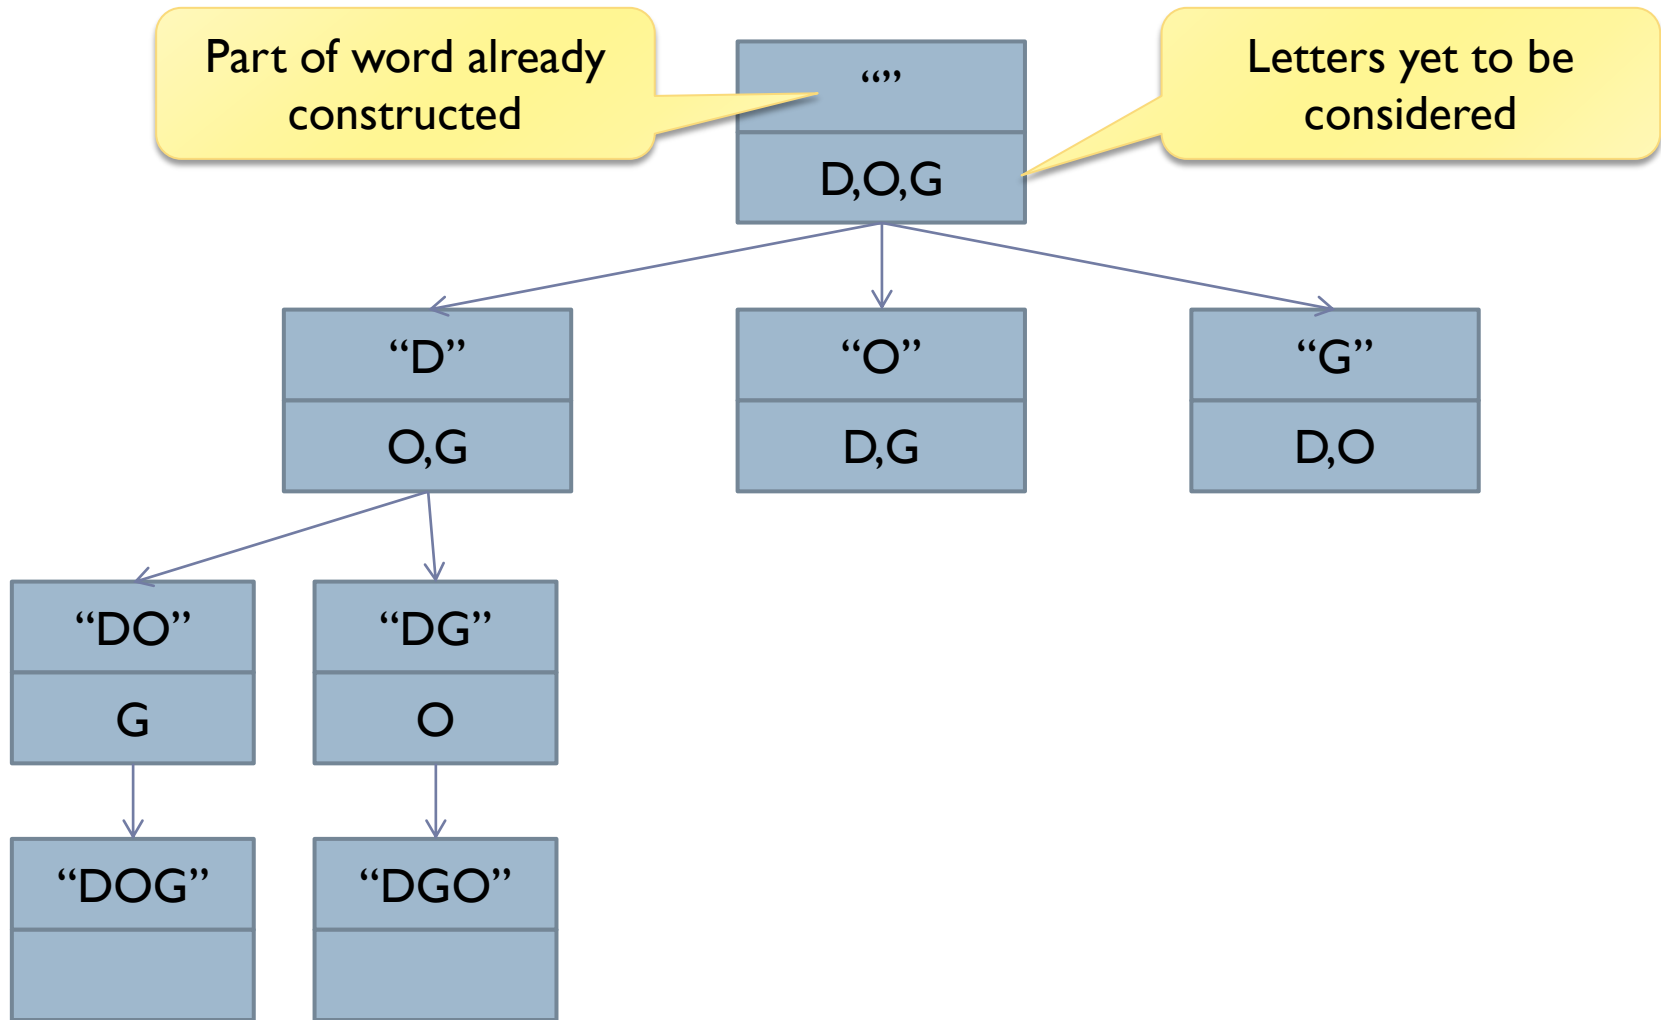 Part of word already
constructed
“”
D,O,G
Letters yet to be
considered
“D”
O,G
“O”
D,G
“G”
D,O
“DO”
G
“DG”
O
“DOG”
“DGO”